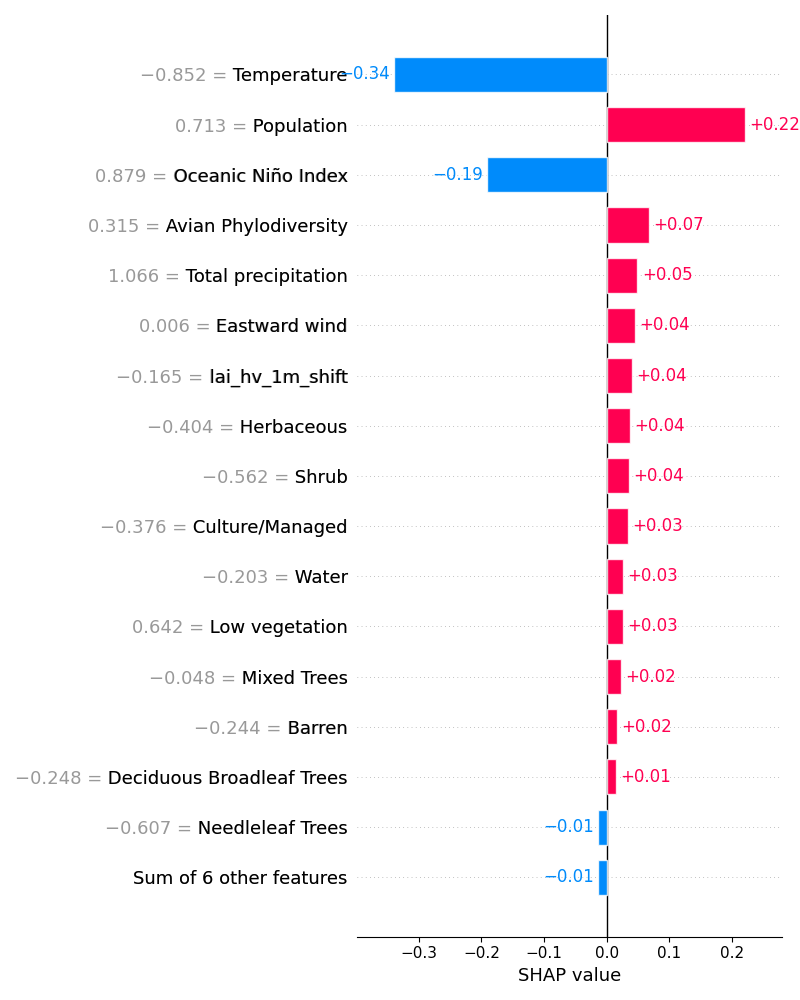 −0.852 = Temperature −0.34
0.713 = Population +0.22
0.879 = Oceanic Niño Index −0.19
0.315 = Avian Phylodiversity +0.07
1.066 = Total precipitation +0.05
0.006 = Eastward wind +0.04
−0.165 = lai_hv_1m_shift +0.04
−0.404 = Herbaceous +0.04
−0.562 = Shrub +0.04
−0.376 = Culture/Managed +0.03
−0.203 = Water +0.03
0.642 = Low vegetation +0.03
−0.048 = Mixed Trees +0.02
−0.244 = Barren +0.02
−0.248 = Deciduous Broadleaf Trees +0.01
−0.607 = Needleleaf Trees −0.01
Sum of 6 other features −0.01
−0.3 −0.2 −0.1 0.0 0.1 0.2
SHAP value